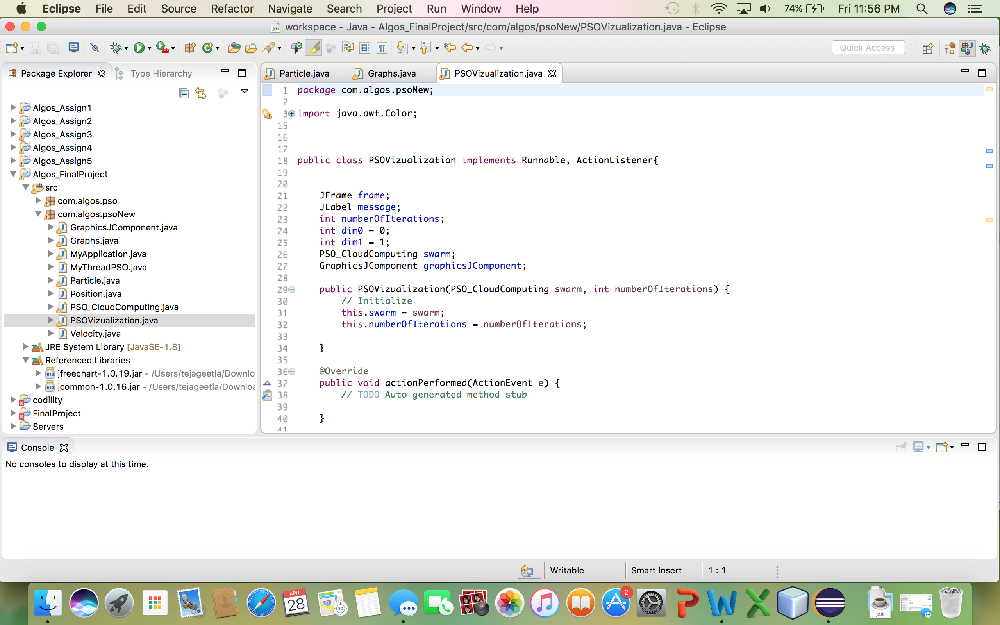 Eclipse File Edit Source Refactor Navigate Search Project Run Window Help 74% Fri 11:56 PM
workspace - Java - Algos_FinalProject/src/com/algos/psoNew/PSOVizualization.java - Eclipse
Quick Access
Package Explorer Type Hierarchy
Algos_Assign1
Algos_Assign2
Algos_Assign3
Algos_Assign4
Algos_Assign5
Algos_FinalProject
src
com.algos.pso
com.algos.psoNew
GraphicsJComponent.java
Graphs.java
MyApplication.java
MyThreadPSO.java
Particle.java
Position.java
PSO_CloudComputing.java
PSOVizualization.java
Velocity.java
JRE System Library [JavaSE-1.8]
Referenced Libraries
jfreechart-1.0.19.jar - /Users/tejageetla/Downlo
jcommon-1.0.16.jar - /Users/tejageetla/Downloa
codility
FinalProject
Servers
Particle.java Graphs.java PSOVizualization.java
1 package com.algos.psoNew;
2
3 import java.awt.Color;
15
16
17
18 public class PSOVizualization implements Runnable, ActionListener{
19
20
21 JFrame frame;
22 JLabel message;
23 int numberOfIterations;
24 int dim0 = 0;
25 int dim1 = 1;
26 PSO_CloudComputing swarm;
27 GraphicsJComponent graphicsJComponent;
28
29 public PSOVizualization(PSO_CloudComputing swarm, int numberOfIterations) {
30 // Initialize
31 this.swarm = swarm;
32 this.numberOfIterations = numberOfIterations;
33
34 }
35
36 @Override
37 public void actionPerformed(ActionEvent e) {
38 // TODO Auto-generated method stub
39
40 }
41
Console
No consoles to display at this time.
Writable Smart Insert 1 : 1
APR
28
280
3D
2
JAR